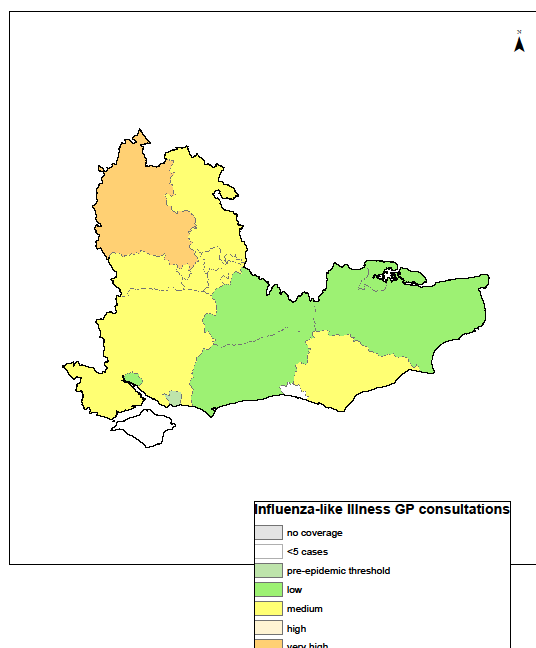 N
Influenza-like Illness GP consultations
no coverage
<5 cases
pre-epidemic threshold
low
medium
high
very high